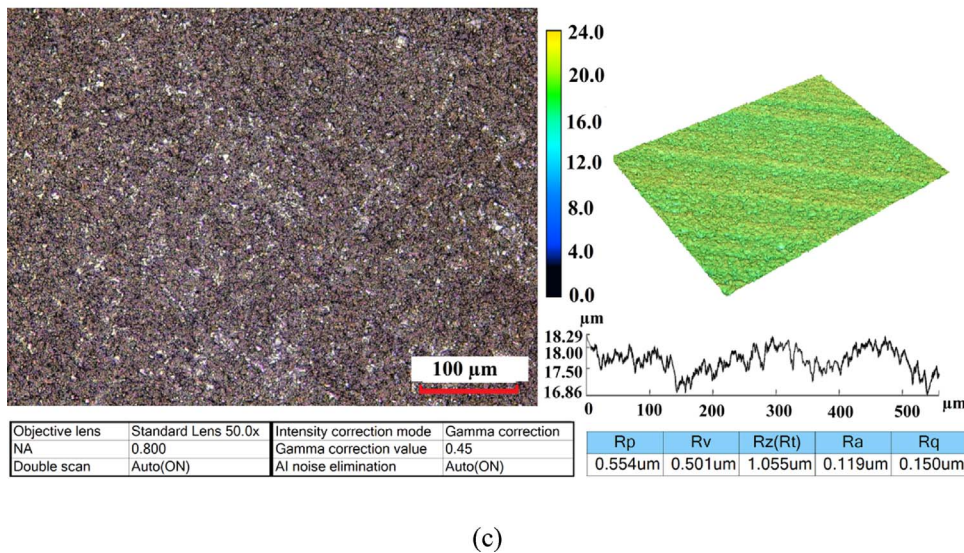 24.0
20.0
16.0
12.0
8.0
4.0
0.0
100 μm
μm
18.29
18.00
17.50
16.86
0 100 200 300 400 500 μm
Objective lens Standard Lens 50.0x Intensity correction mode Gamma correction
NA 0.800 Gamma correction value 0.45
Double scan Auto(ON) AI noise elimination Auto(ON)
Rp Rv Rz(Rt) Ra Rq
0.554um 0.501um 1.055um 0.119um 0.150um
(c)